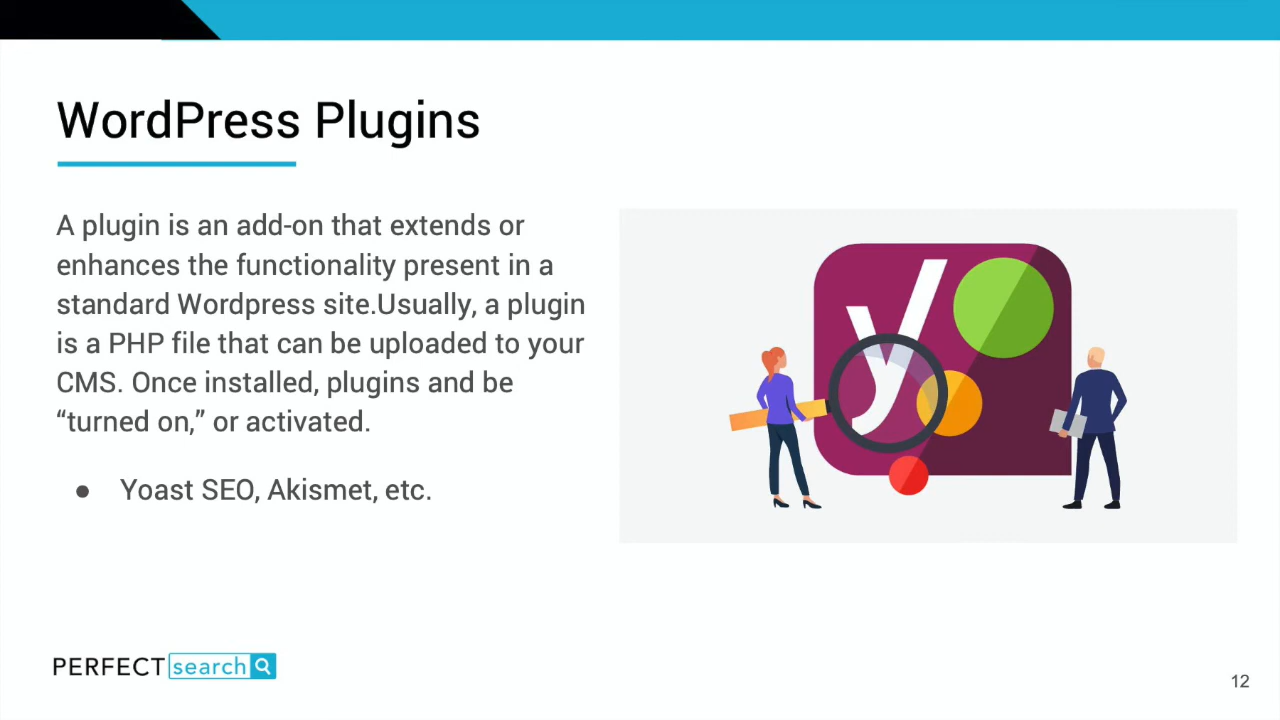 WordPress Plugins
A plugin is an add-on that extends or
enhances the functionality present in a
standard Wordpress site.Usually, a plugin
is a PHP file that can be uploaded to your
CMS. Once installed, plugins and be
“turned on,” or activated.
● Yoast SEO, Akismet, etc.
y
PERFECT search
12